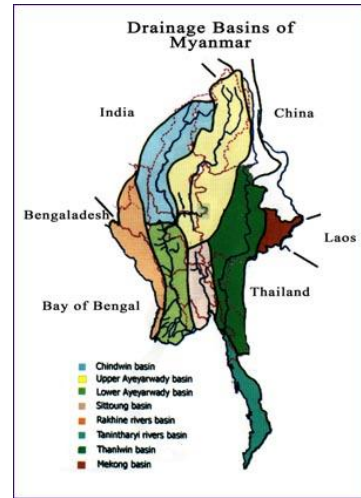 Drainage Basins of
Myanmar
India
China
Bengaladesh
Laos
Bay of Bengal
Thailand
Chindwin basin
Upper Ayeyarwady basin
Lower Ayeyarwady basin
Sittoung basin
Rakhine rivers basin
Tanintharyi rivers basin
Thanlwin basin
Mekong basin